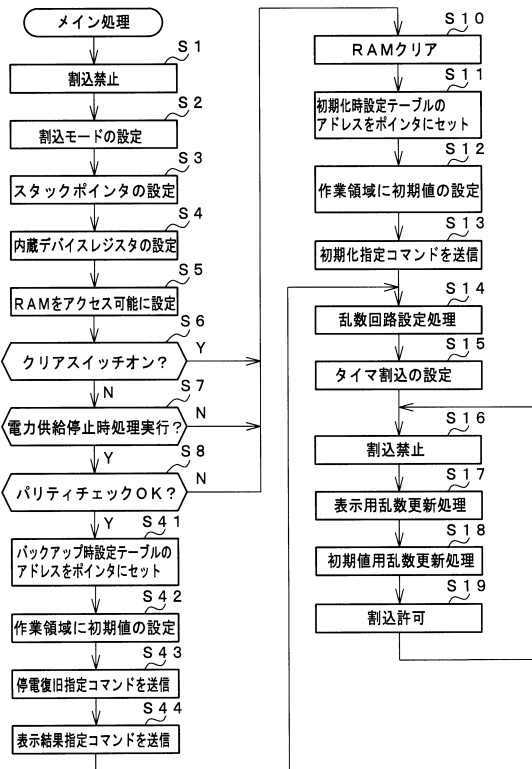 メイン処理
S1
割込禁止
S2
割込モードの設定
S3
スタックポインタの設定
S4
内蔵デバイスレジスタの設定
S5
RAMをアクセス可能に設定
S6
クリアスイッチオン?
Y
N
S7
電力供給停止時処理実行?
N
Y
S8
パリティチェックOK?
N
Y
S41
バックアップ時設定テーブルの
アドレスをポインタにセット
S42
作業領域に初期値の設定
S43
停電復旧指定コマンドを送信
S44
表示結果指定コマンドを送信
S10
RAMクリア
S11
初期化時設定テーブルの
アドレスをポインタにセット
S12
作業領域に初期値の設定
S13
初期化指定コマンドを送信
S14
乱数回路設定処理
S15
タイマ割込の設定
S16
割込禁止
S17
表示用乱数更新処理
S18
初期値用乱数更新処理
S19
割込許可